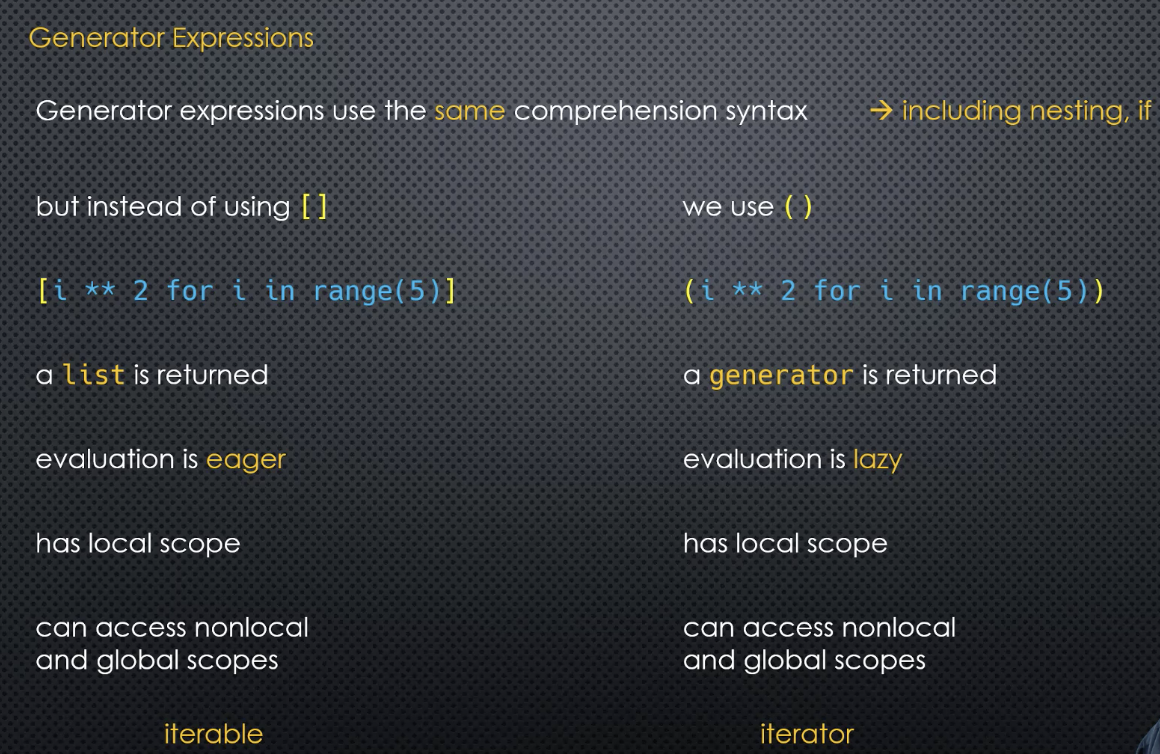 Generator Expressions
Generator expressions use the same comprehension syntax → including nesting, if
but instead of using [ ]
we use ( )
[i ** 2 for i in range(5)]
(i ** 2 for i in range(5))
a list is returned
a generator is returned
evaluation is eager
evaluation is lazy
has local scope
has local scope
can access nonlocal
and global scopes
can access nonlocal
and global scopes
iterable
iterator